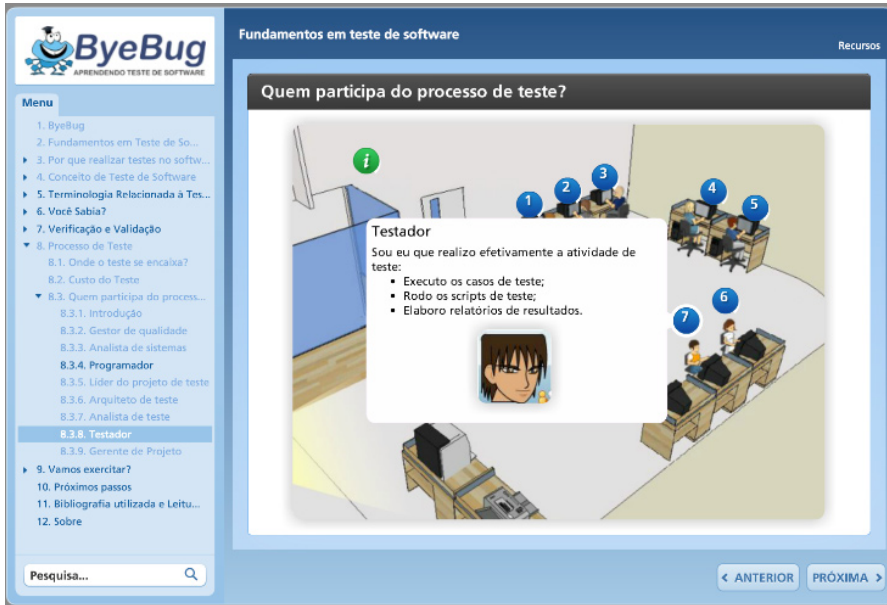 ByeBug
APRENDENDO TESTE DE SOFTWARE
Fundamentos em teste de software
Recursos
Menu
1. ByeBug
2. Fundamentos em Teste de So...
3. Por que realizar testes no softw...
4. Conceito de Teste de Software
5. Terminologia Relacionada à Tes...
6. Você Sabia?
7. Verificação e Validação
8. Processo de Teste
8.1. Onde o teste se encaixa?
8.2. Custo do Teste
8.3. Quem participa do process...
8.3.1. Introdução
8.3.2. Gestor de qualidade
8.3.3. Analista de sistemas
8.3.4. Programador
8.3.5. Líder do projeto de teste
8.3.6. Arquiteto de teste
8.3.7. Analista de teste
8.3.8. Testador
8.3.9. Gerente de Projeto
9. Vamos exercitar?
10. Próximos passos
11. Bibliografia utilizada e Leitu...
12. Sobre
Pesquisa...
Quem participa do processo de teste?
i
1
2
3
4
5
6
7
Testador
Sou eu que realizo efetivamente a atividade de
teste:
▪ Executo os casos de teste;
▪ Rodo os scripts de teste;
▪ Elaboro relatórios de resultados.
< ANTERIOR
PRÓXIMA >